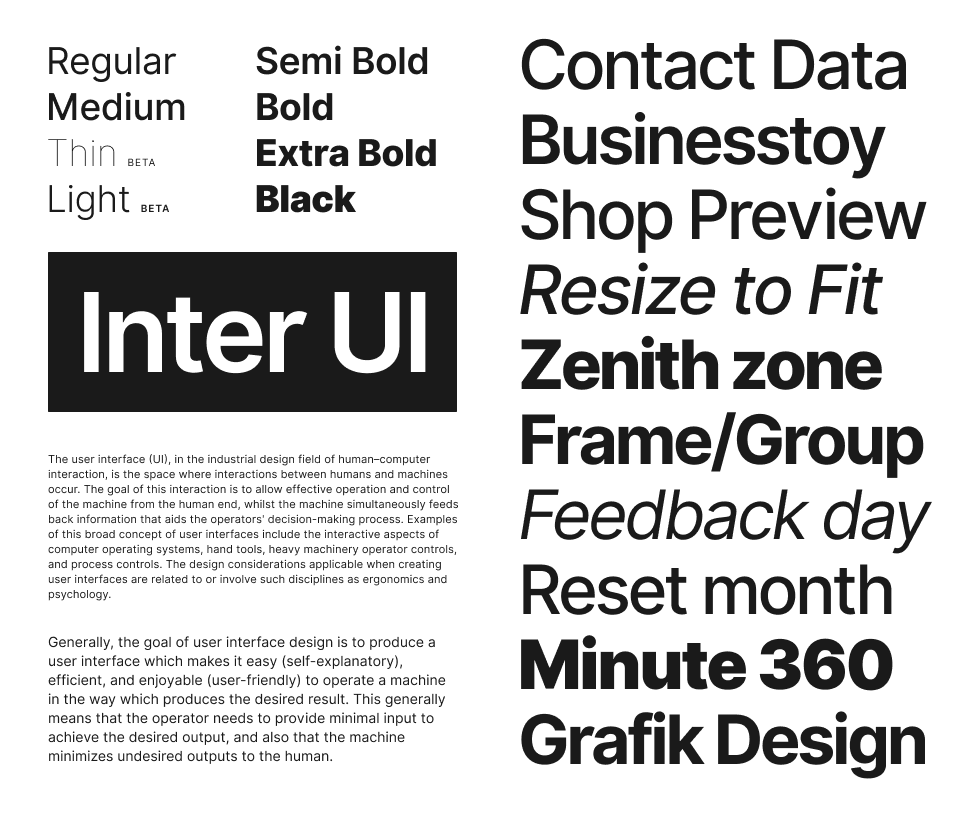 Regular
Medium
Thin BETA
Light BETA
Semi Bold
Bold
Extra Bold
Black
Inter UI
The user interface (UI), in the industrial design field of human–computer
interaction, is the space where interactions between humans and machines
occur. The goal of this interaction is to allow effective operation and control
of the machine from the human end, whilst the machine simultaneously feeds
back information that aids the operators' decision-making process. Examples
of this broad concept of user interfaces include the interactive aspects of
computer operating systems, hand tools, heavy machinery operator controls,
and process controls. The design considerations applicable when creating
user interfaces are related to or involve such disciplines as ergonomics and
psychology.
Generally, the goal of user interface design is to produce a
user interface which makes it easy (self-explanatory),
efficient, and enjoyable (user-friendly) to operate a machine
in the way which produces the desired result. This generally
means that the operator needs to provide minimal input to
achieve the desired output, and also that the machine
minimizes undesired outputs to the human.
Contact Data
Businesstoy
Shop Preview
Resize to Fit
Zenith zone
Frame/Group
Feedback day
Reset month
Minute 360
Grafik Design